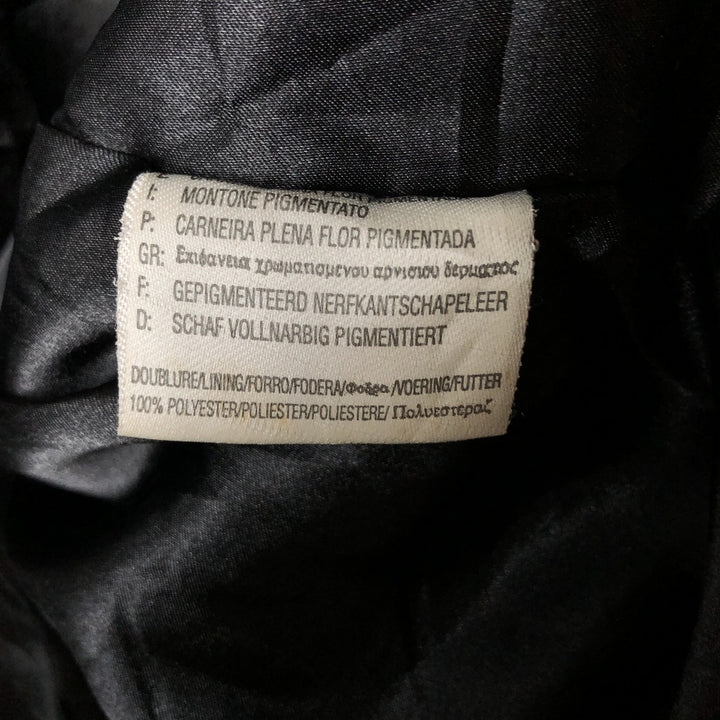 I: MONTONE PIGMENTATO
P: CARNEIRA PLENA FLOR PIGMENTADA
GR: Επιφανεια χρωματισμενου αρνισιου δερματος
F: GEPIGMENTEERD NERFKANTSCHAPELEER
D: SCHAF VOLLNARBIG PIGMENTIERT
DOUBLURE/LINING/FORRO/FODERA/Φοδρα/VOERING/FUTTER
100% POLYESTER/POLIESTER/POLIESTERE/Πολυεστεραζ